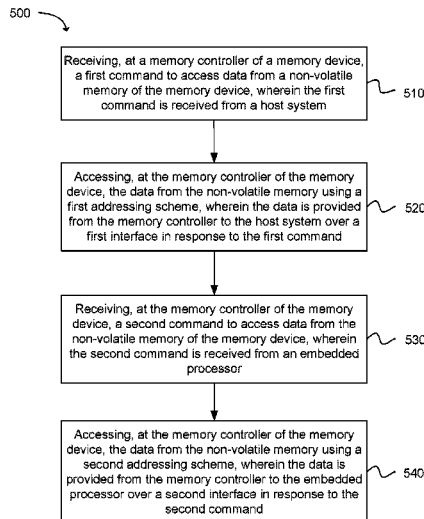 500
Receiving, at a memory controller of a memory device,
a first command to access data from a non-volatile
memory of the memory device, wherein the first
command is received from a host system
510
Accessing, at the memory controller of the memory
device, the data from the non-volatile memory using a
first addressing scheme, wherein the data is provided
from the memory controller to the host system over a
first interface in response to the first command
520
Receiving, at the memory controller of the memory
device, a second command to access data from the
non-volatile memory of the memory device, wherein
the second command is received from an embedded
processor
530
Accessing, at the memory controller of the memory
device, the data from the non-volatile memory using a
second addressing scheme, wherein the data is
provided from the memory controller to the embedded
processor over a second interface in response to the
second command
540